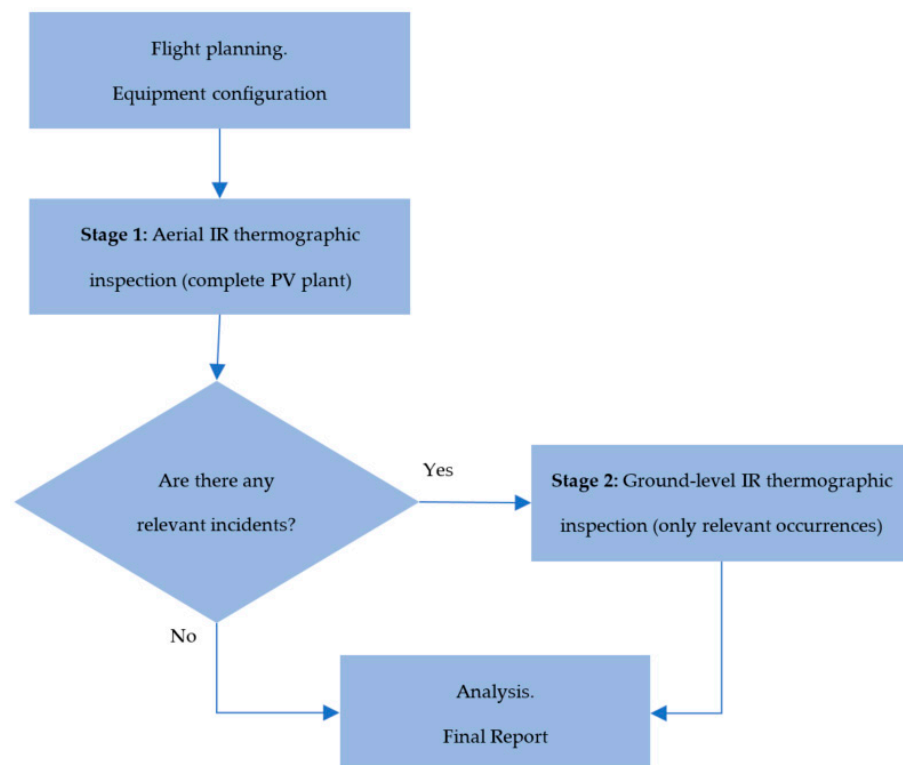 Flight planning.
Equipment configuration
Stage 1: Aerial IR thermographic
inspection (complete PV plant)
Are there any
relevant incidents?
Yes
Stage 2: Ground-level IR thermographic
inspection (only relevant occurrences)
No
Analysis.
Final Report